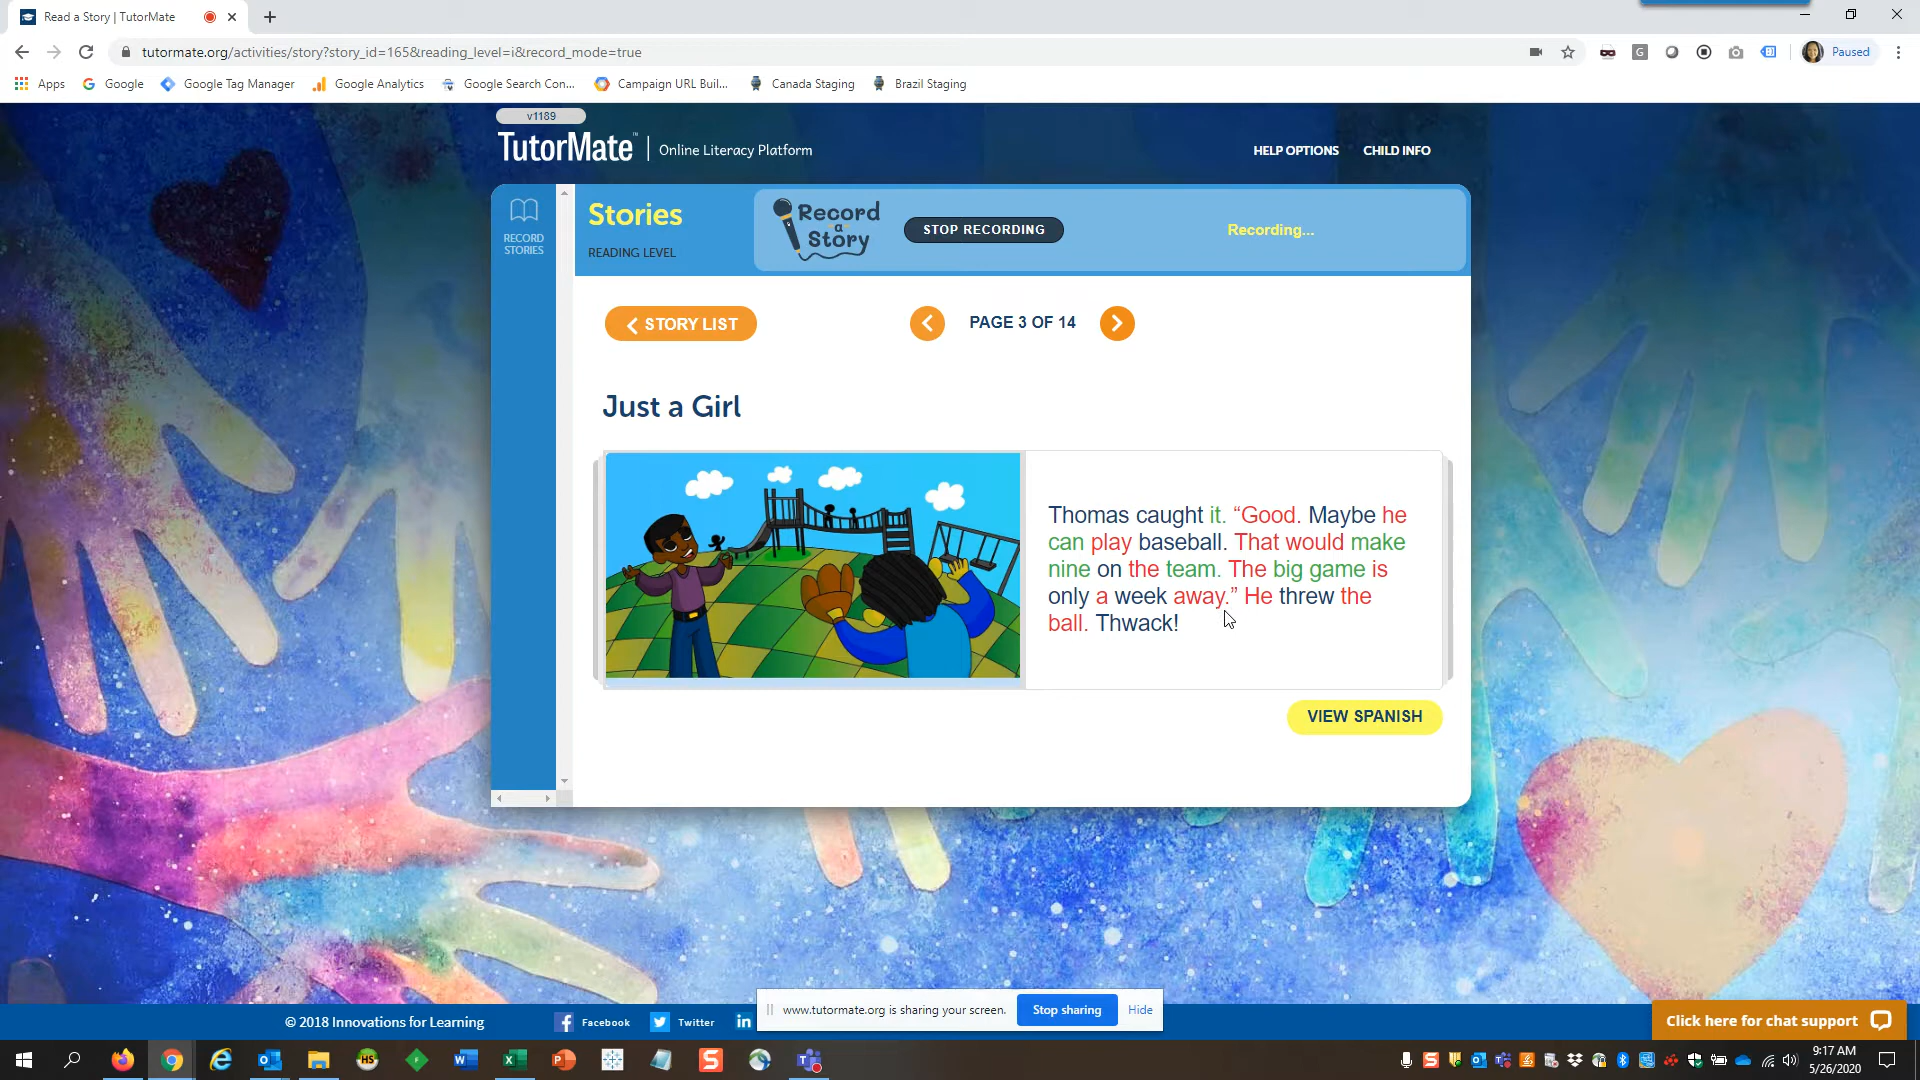 Read a Story | TutorMate
tutormate.org/activities/story?story_id=165&reading_level=i&record_mode=true
Paused
Apps
Google
Google Tag Manager
Google Analytics
Google Search Con...
Campaign URL Buil...
Canada Staging
Brazil Staging
v1189
TutorMate™ | Online Literacy Platform
HELP OPTIONS
CHILD INFO
RECORD
STORIES
Stories
READING LEVEL
Record
a
Story
STOP RECORDING
Recording...
STORY LIST
PAGE 3 OF 14
Just a Girl
Thomas caught it. “Good. Maybe he
can play baseball. That would make
nine on the team. The big game is
only a week away.” He threw the
ball. Thwack!
VIEW SPANISH
© 2018 Innovations for Learning
Facebook
Twitter
www.tutormate.org is sharing your screen.
Stop sharing
Hide
Click here for chat support
9:17 AM
5/26/2020